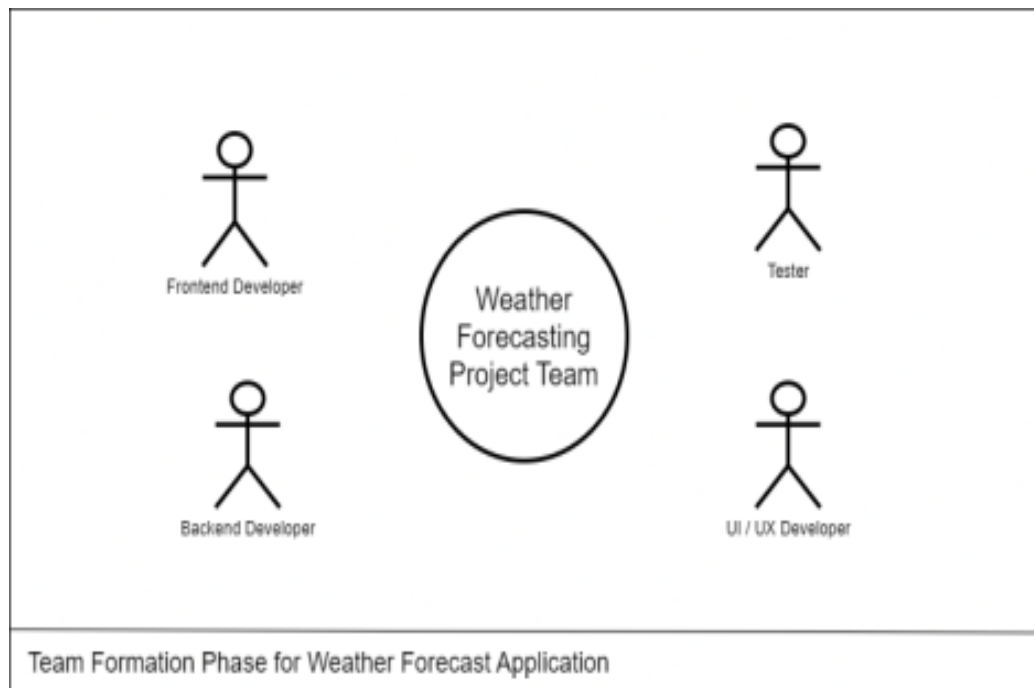 Frontend Developer
Tester
Weather
Forecasting
Project Team
Backend Developer
UI / UX Developer
Team Formation Phase for Weather Forecast Application